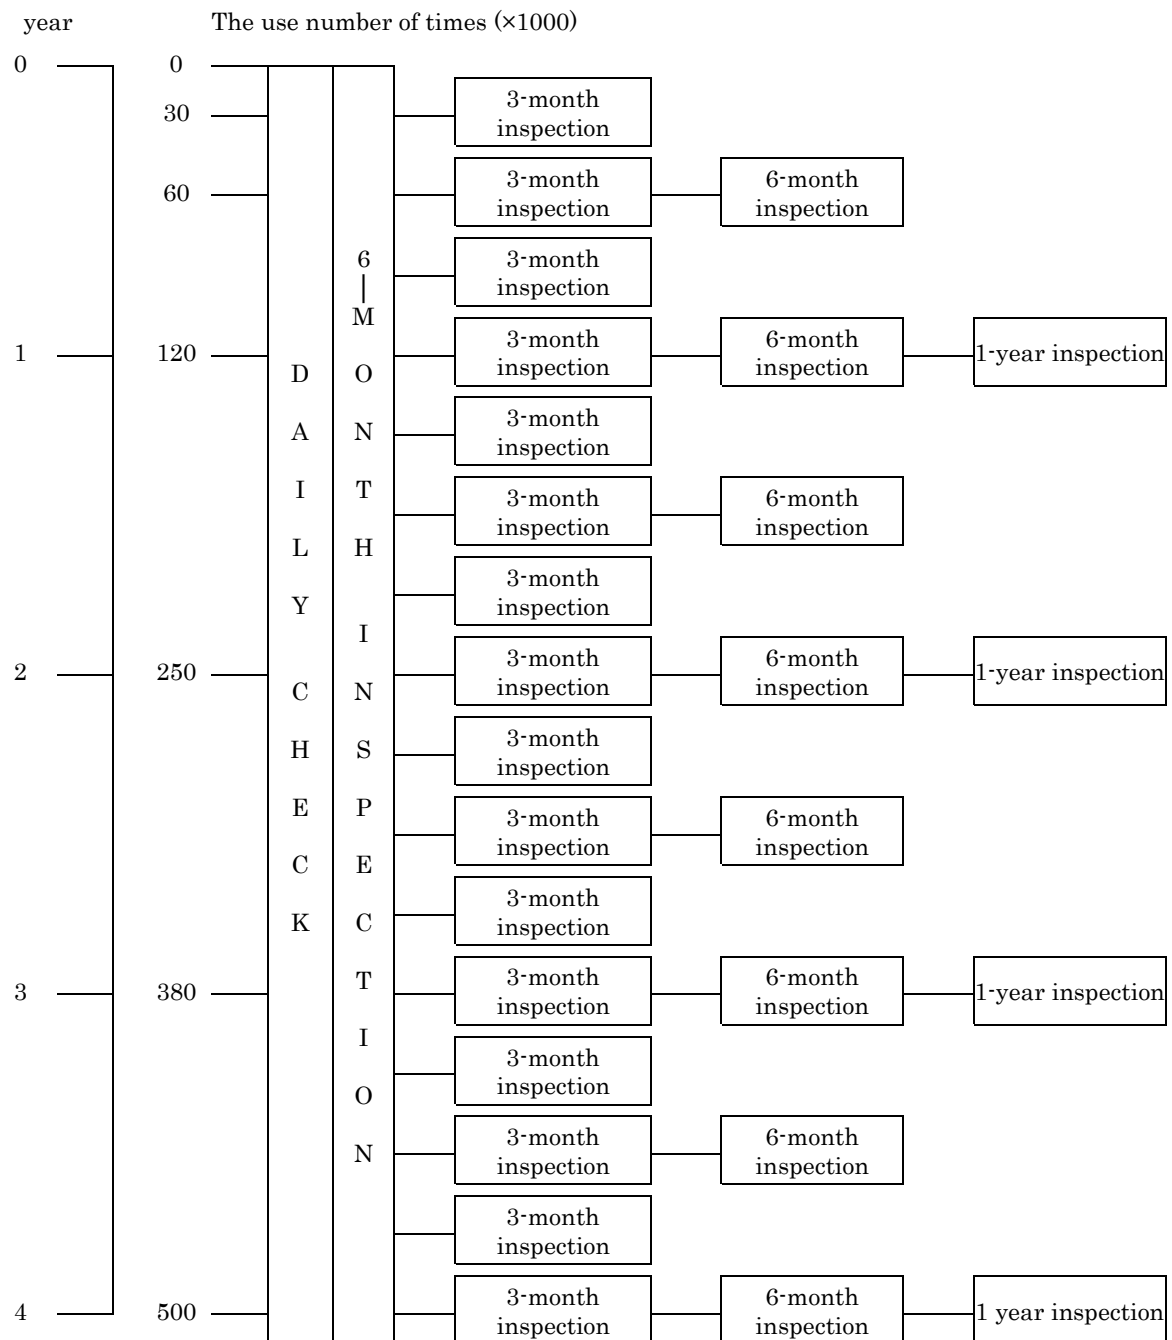 year The use number of times (×1000)
0 0
3-month
inspection
30
3-month
inspection
6-month
inspection
60
3-month
inspection
3-month
inspection
6-month
inspection
1-year inspection
1 120
3-month
inspection
3-month
inspection
6-month
inspection
3-month
inspection
3-month
inspection
6-month
inspection
1-year inspection
2 250
3-month
inspection
3-month
inspection
6-month
inspection
3-month
inspection
3-month
inspection
6-month
inspection
1-year inspection
3 380
3-month
inspection
3-month
inspection
6-month
inspection
3-month
inspection
3-month
inspection
6-month
inspection
1 year inspection
4 500
DAILY CHECK
6-MONTH INSPECTION